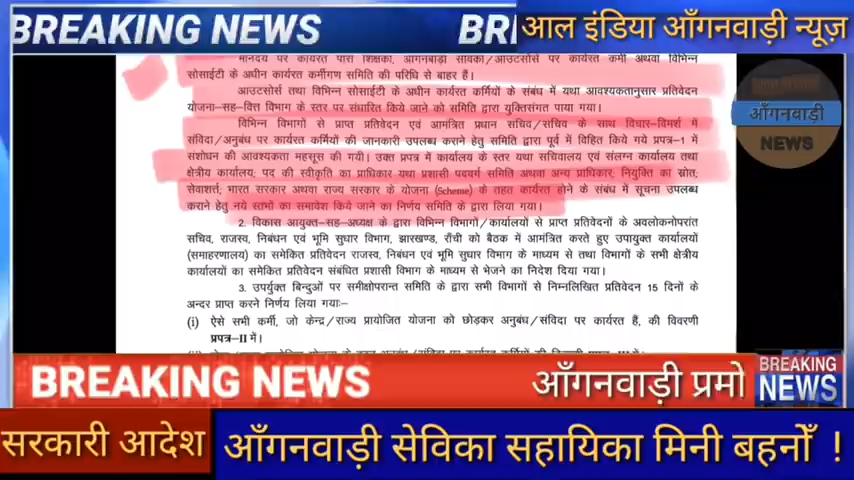 BREAKING NEWS
BRE
आल इंडिया आँगनवाड़ी न्यूज़
मानदेय पर कार्यरत पारा शिक्षक, आंगनबाड़ी सेविका/आउटसोर्स पर कार्यरत कर्मी अथवा विभिन्न
सोसाईटी के अधीन कार्यरत कर्मीगण समिति की परिधि से बाहर हैं।
आउटसोर्स तथा विभिन्न सोसाईटी के अधीन कार्यरत कर्मियों के संबंध में यथा आवश्यकतानुसार प्रतिवेदन
योजना-सह-वित्त विभाग के स्तर पर संधारित किये जाने को समिति द्वारा युक्तिसंगत पाया गया।
विभिन्न विभागों से प्राप्त प्रतिवेदन एवं आमंत्रित प्रधान सचिव/सचिव के साथ विचार-विमर्श में
संविदा/अनुबंध पर कार्यरत कर्मियों की जानकारी उपलब्ध कराने हेतु समिति द्वारा पूर्व में विहित किये गये प्रपत्र-1 में
संशोधन की आवश्यकता महसूस की गयी। उक्त प्रपत्र में कार्यालय के स्तर यथा सचिवालय एवं संलग्न कार्यालय तथा
क्षेत्रीय कार्यालय; पद की स्वीकृति का प्राधिकार यथा प्रशासी पदवर्ग समिति अथवा अन्य प्राधिकार; नियुक्ति का स्रोत;
सेवाशर्त्त; भारत सरकार अथवा राज्य सरकार के योजना (Scheme) के तहत कार्यरत होने के संबंध में सूचना उपलब्ध
कराने हेतु नये स्तंभों का समावेश किये जाने का निर्णय समिति के द्वारा लिया गया।
2. विकास आयुक्त-सह-अध्यक्ष के द्वारा विभिन्न विभागों/कार्यालयों से प्राप्त प्रतिवेदनों के अवलोकनोपरांत
सचिव, राजस्व, निबंधन एवं भूमि सुधार विभाग, झारखण्ड, राँची को बैठक में आमंत्रित करते हुए उपायुक्त कार्यालयों
(समाहरणालय) का समेकित प्रतिवेदन राजस्व, निबंधन एवं भूमि सुधार विभाग के माध्यम से तथा विभागों के सभी क्षेत्रीय
कार्यालयों का समेकित प्रतिवेदन संबंधित प्रशासी विभाग के माध्यम से भेजने का निदेश दिया गया।
3. उपर्युक्त बिन्दुओं पर समीक्षोपरान्त समिति के द्वारा सभी विभागों से निम्नलिखित प्रतिवेदन 15 दिनों के
अन्दर प्राप्त करने निर्णय लिया गयाः–
(i) ऐसे सभी कर्मी, जो केन्द्र/राज्य प्रायोजित योजना को छोड़कर अनुबंध/संविदा पर कार्यरत हैं, की विवरणी
प्रपत्र-II में।
आँगनवाड़ी
NEWS
BREAKING NEWS
आँगनवाड़ी प्रमो
BREAKING
NEWS
सरकारी आदेश
आँगनवाड़ी सेविका सहायिका मिनी बहनोँ !